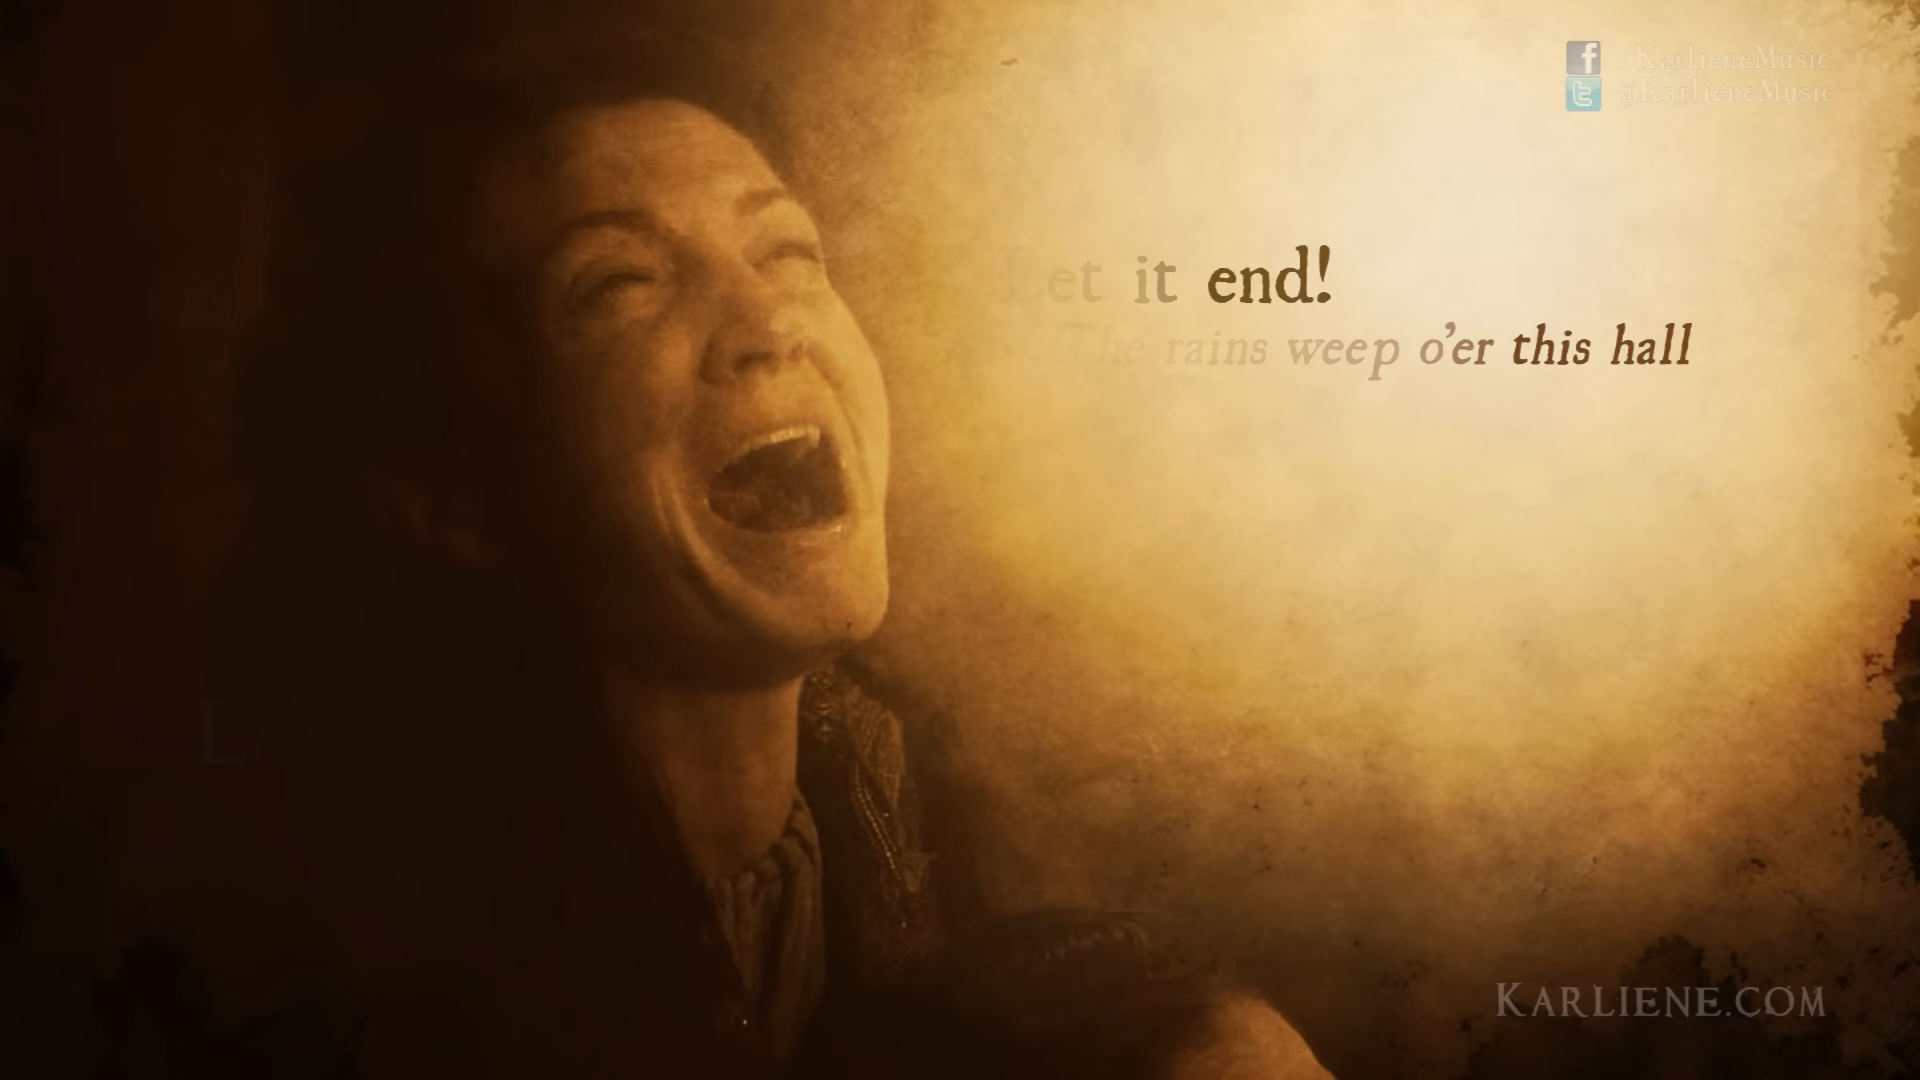 /KarlieneMusic
@KarlieneMusic
Let it end!
The rains weep o'er this hall
KARLIENE.COM